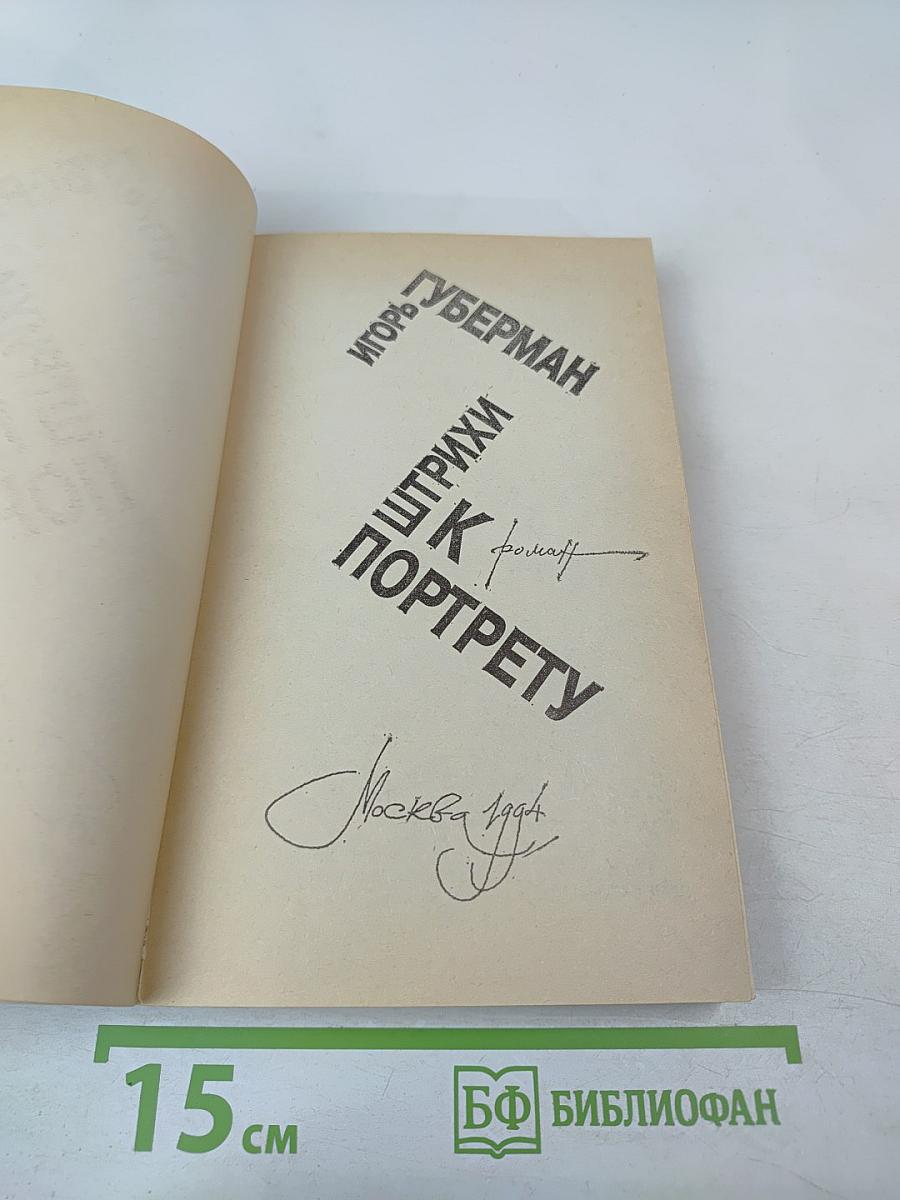 ИГОРЬ
ГУБЕРМАН
ШТРИХИ
К
роман
ПОРТРЕТУ
Москва 1994
15 см
БФ БИБЛИОФАН